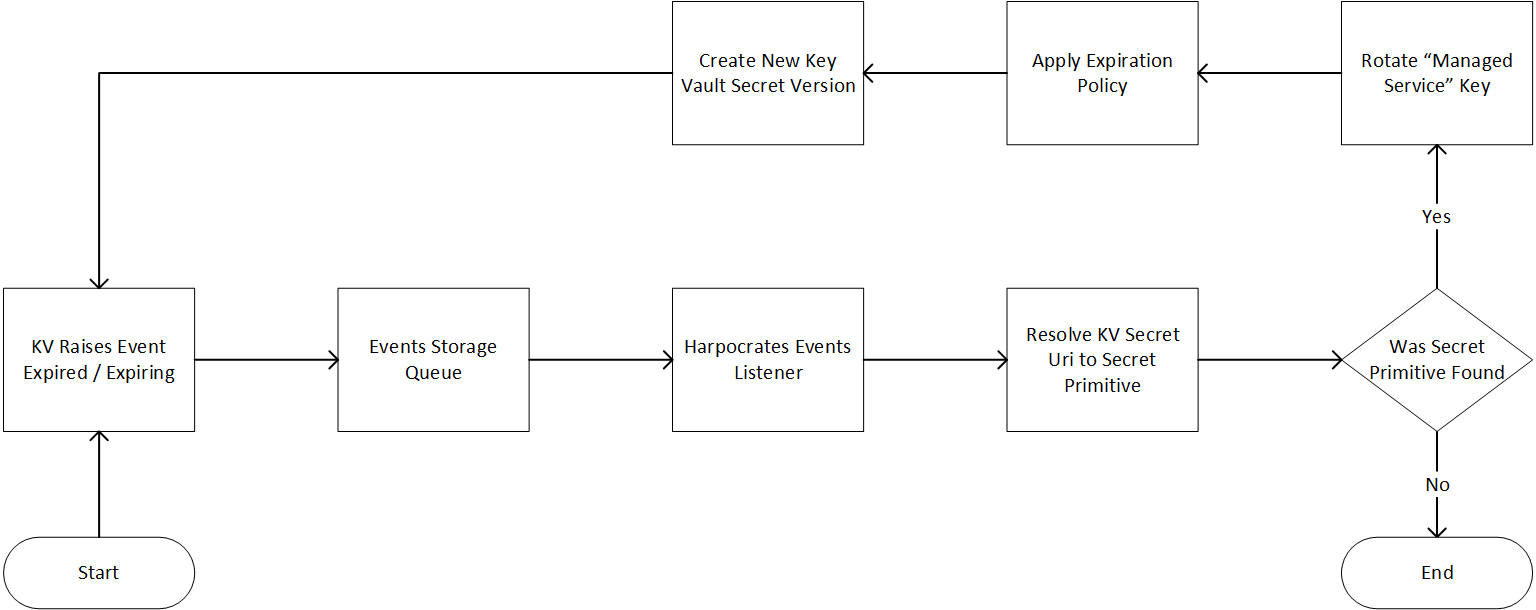 Create New Key
Vault Secret Version
Apply Expiration
Policy
Rotate “Managed
Service” Key
Yes
KV Raises Event
Expired / Expiring
Events Storage
Queue
Harpocrates Events
Listener
Resolve KV Secret
Uri to Secret
Primitive
Was Secret
Primitive Found
No
Start
End